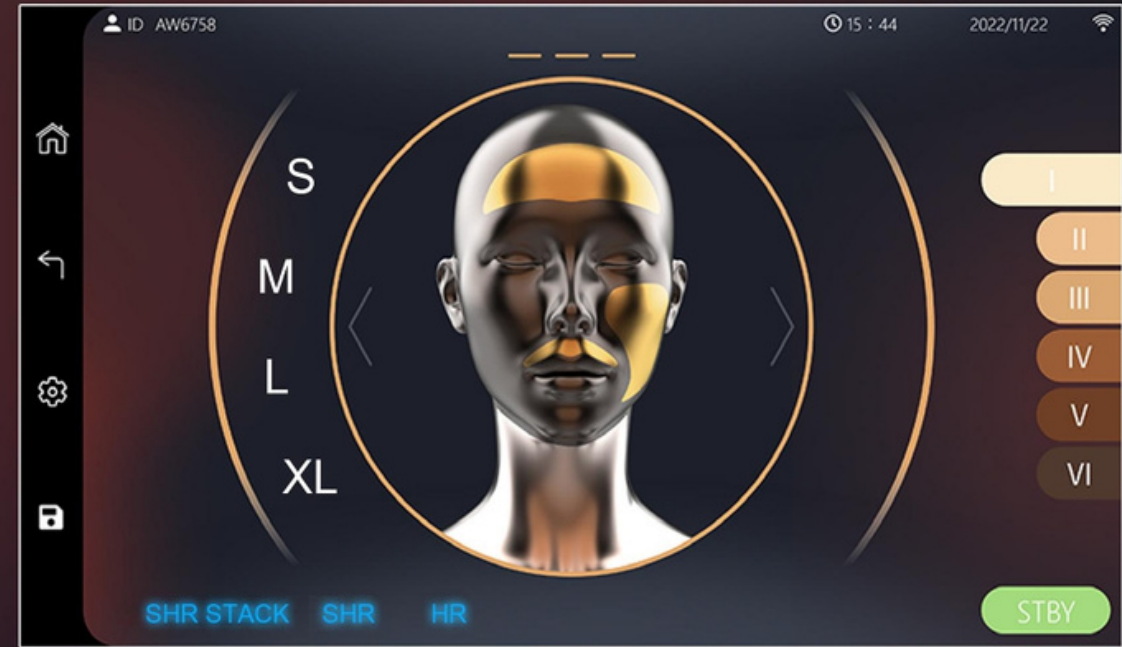 ID AW6758
15 : 44
2022/11/22
S
M
L
XL
I
II
III
IV
V
VI
SHR STACK SHR HR
STBY